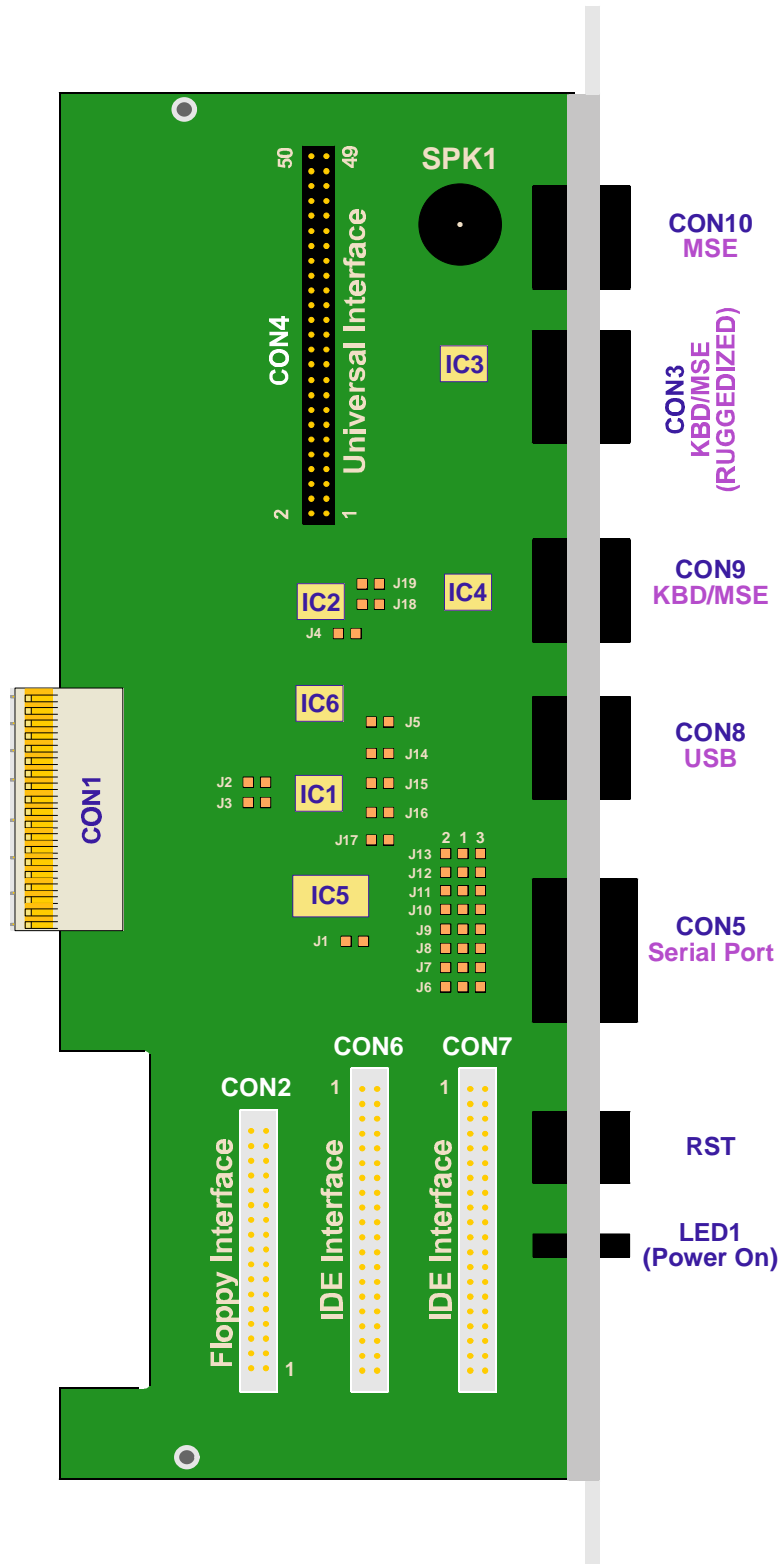 50
49
SPK1
CON4
Universal Interface
2
1
CON10
MSE
IC3
CON3
KBD/MSE
(RUGGEDIZED)
IC2
J19
J18
J4
IC4
CON9
KBD/MSE
IC6
J5
J14
CON8
USB
CON1
J2
J3
IC1
J15
J16
J17
2 1 3
J13
J12
J11
J10
J9
J8
J7
J6
IC5
J1
CON5
Serial Port
CON6
CON7
CON2
1
1
Floppy Interface
1
IDE Interface
IDE Interface
RST
LED1
(Power On)